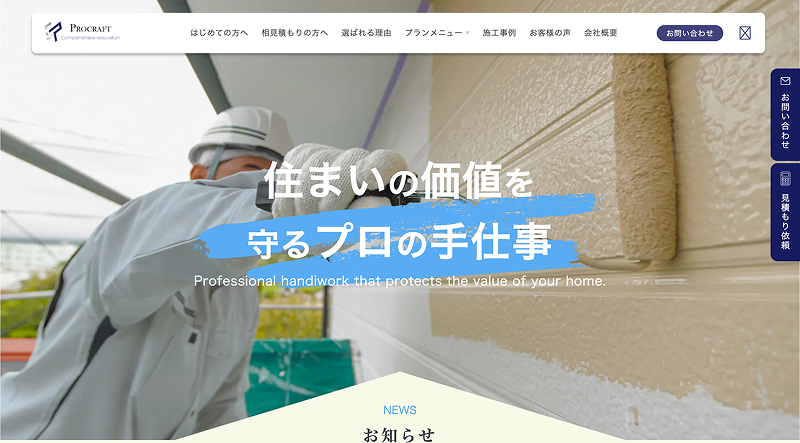 PROCRAFT
Comprehensive renovation
はじめての方へ 相見積もりの方へ 選ばれる理由 プランメニュー 施工事例 お客様の声 会社概要
お問い合わせ
お問い合わせ
見積もり依頼
住まいの価値を
守るプロの手仕事
Professional handiwork that protects the value of your home.
NEWS
お知らせ